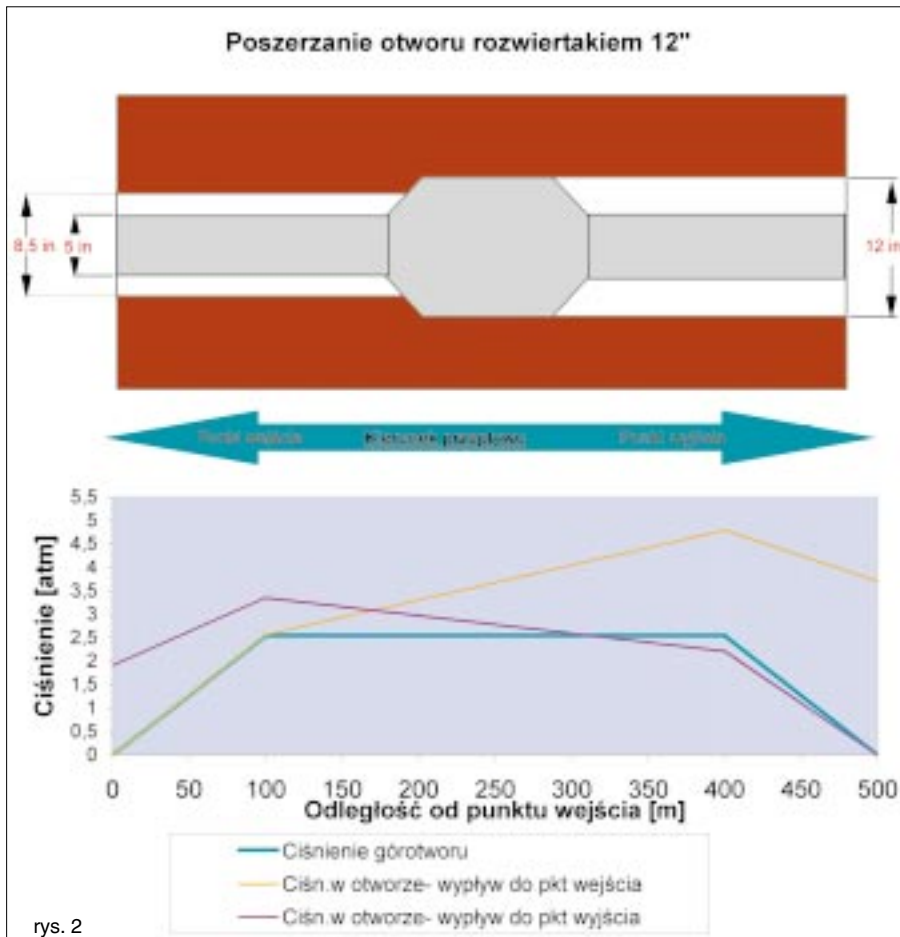 Poszerzanie otworu rozwiertakiem 12"
8,5 in
5 in
12 in
Ciśnienie [atm]
5,5
5
4,5
4
3,5
3
2,5
2
1,5
1
0,5
0
0 50 100 150 200 250 300 350 400 450 500
Odległość od punktu wejścia [m]
Ciśnienie górotworu
Ciśn.w otworze- wypływ do pkt wejścia
Ciśn.w otworze- wypływ do pkt wyjścia
rys. 2